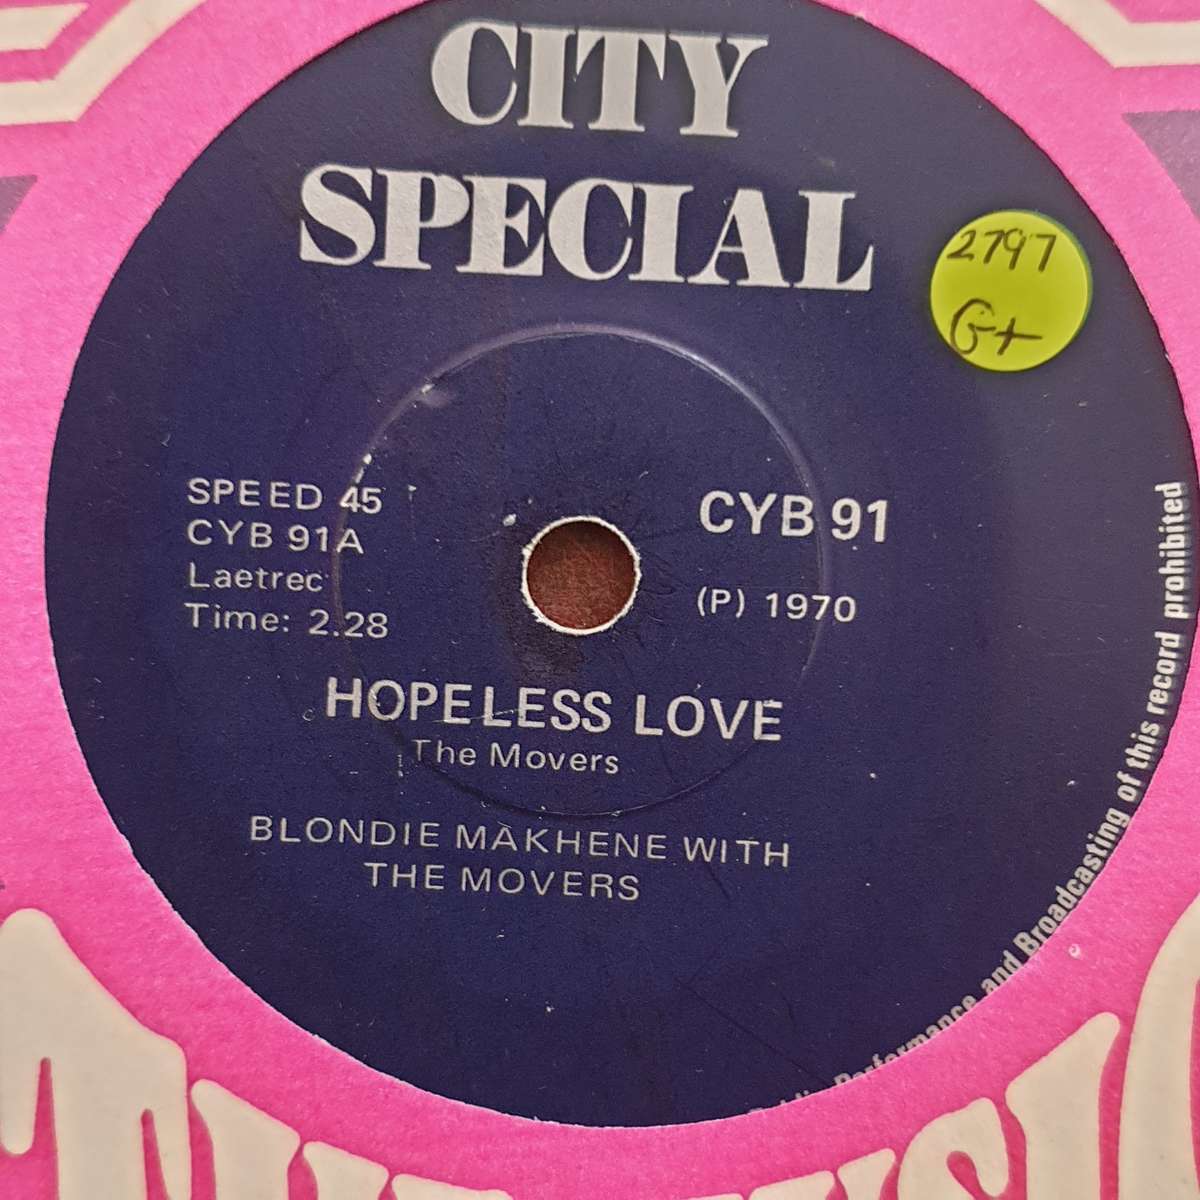 CITY
SPECIAL
2797
G+
SPEED 45
CYB 91A
Laetrec
Time: 2.28
CYB 91
(P) 1970
HOPELESS LOVE
The Movers
BLONDIE MAKHENE WITH
THE MOVERS
Performance and Broadcasting of this record prohibited